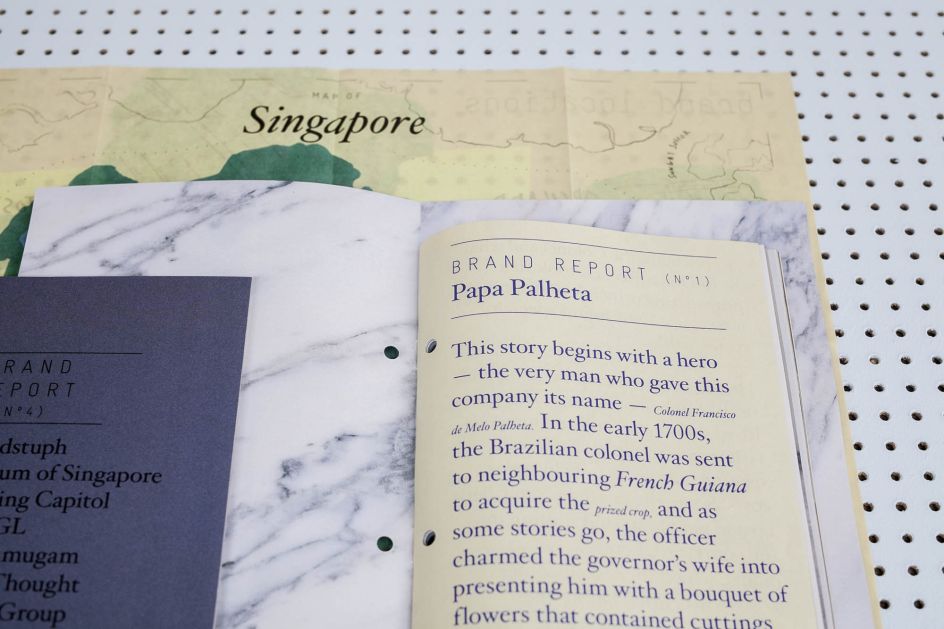 MAP OF
Singapore
BRAND REPORT (Nº1)
Papa Palheta
This story begins with a hero
— the very man who gave this
company its name — Colonel Francisco
de Melo Palheta. In the early 1700s,
the Brazilian colonel was sent
to neighbouring French Guiana
to acquire the prized crop, and as
some stories go, the officer
charmed the governor's wife into
presenting him with a bouquet of
flowers that contained cuttings
RAND
EPORT
(Nº4)
dstuph
um of Singapore
ing Capitol
GL
mugam
Thought
Group